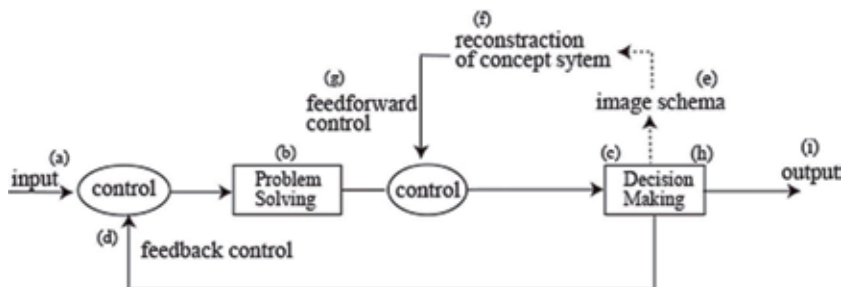 (f)
reconstraction
of concept sytem
(g)
feedforward
control
(e)
image schema
(a)
input
control
(b)
Problem
Solving
control
(c)
(h)
Decision
Making
(i)
output
(d)
feedback control